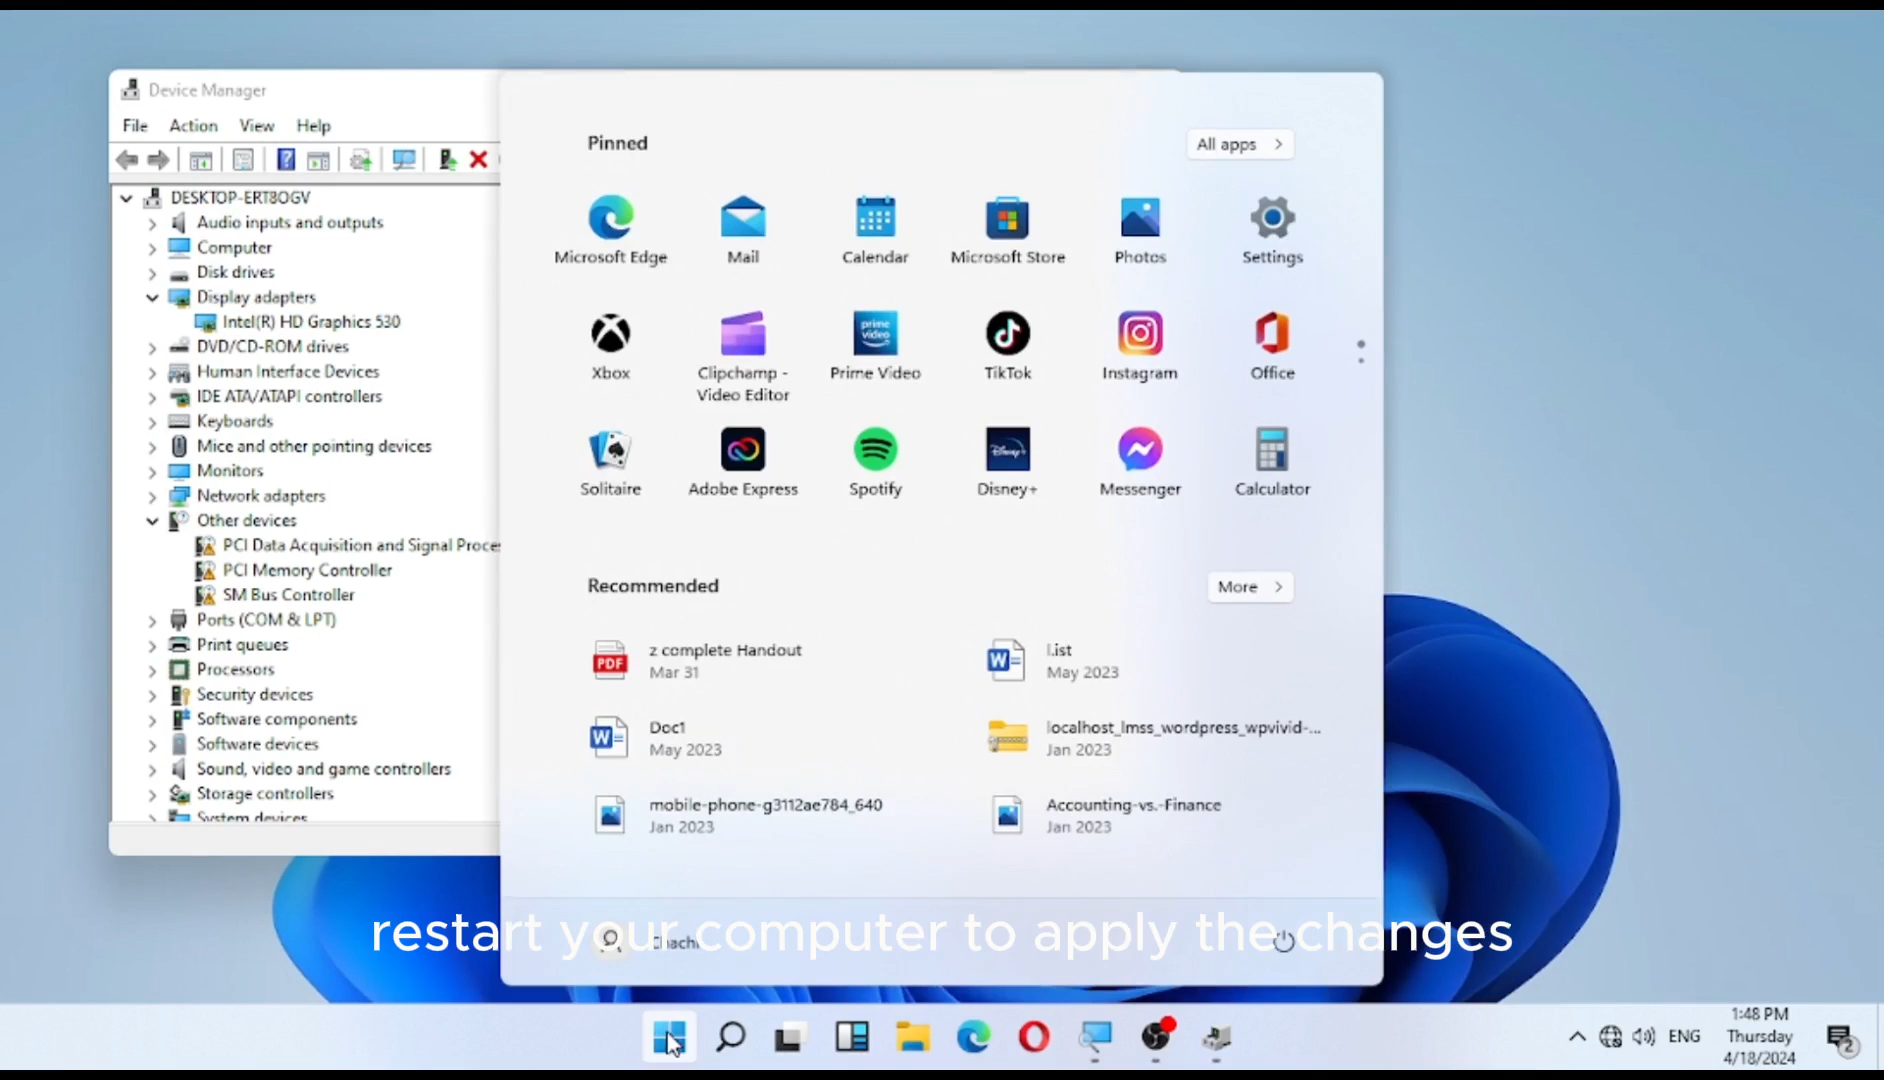 Device Manager
File Action View Help
DESKTOP-ERT8OGV
Audio inputs and outputs
Computer
Disk drives
Display adapters
Intel(R) HD Graphics 530
DVD/CD-ROM drives
Human Interface Devices
IDE ATA/ATAPI controllers
Keyboards
Mice and other pointing devices
Monitors
Network adapters
Other devices
PCI Data Acquisition and Signal
PCI Memory Controller
SM Bus Controller
Ports (COM & LPT)
Print queues
Processors
Security devices
Software components
Software devices
Sound, video and game controllers
Storage controllers
System devices
Pinned
All apps
Microsoft Edge
Mail
Calendar
Microsoft Store
Photos
Settings
Xbox
Clipchamp -
Video Editor
prime
video
Prime Video
TikTok
Instagram
Office
Solitaire
Adobe Express
Spotify
Disney+
Disney+
Messenger
Calculator
Recommended
More
PDF
z complete Handout
Mar 31
W
l.ist
May 2023
W
Doc1
May 2023
localhost_lmss_wordpress_wpvivid-...
Jan 2023
mobile-phone-g3112ae784_640
Jan 2023
Accounting-vs.-Finance
Jan 2023
restart your computer to apply the changes
ENG
1:48 PM
Thursday
4/18/2024
2